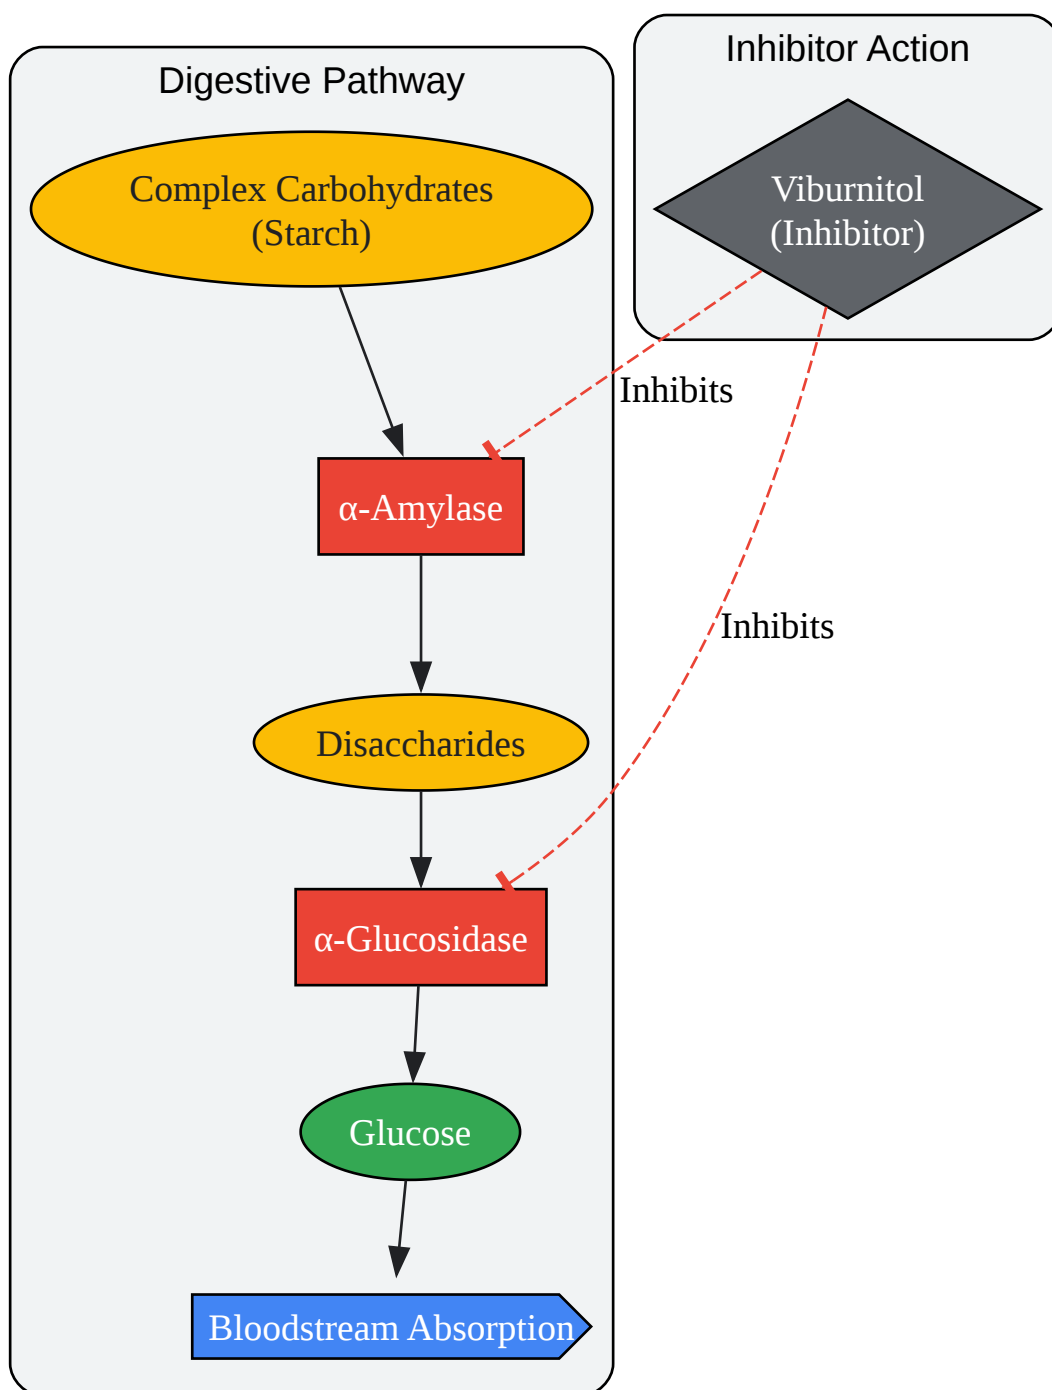 Digestive Pathway
Complex Carbohydrates
(Starch)
Inhibitor Action
Viburnitol
(Inhibitor)
Inhibits
α-Amylase
Inhibits
Disaccharides
α-Glucosidase
Glucose
Bloodstream Absorption